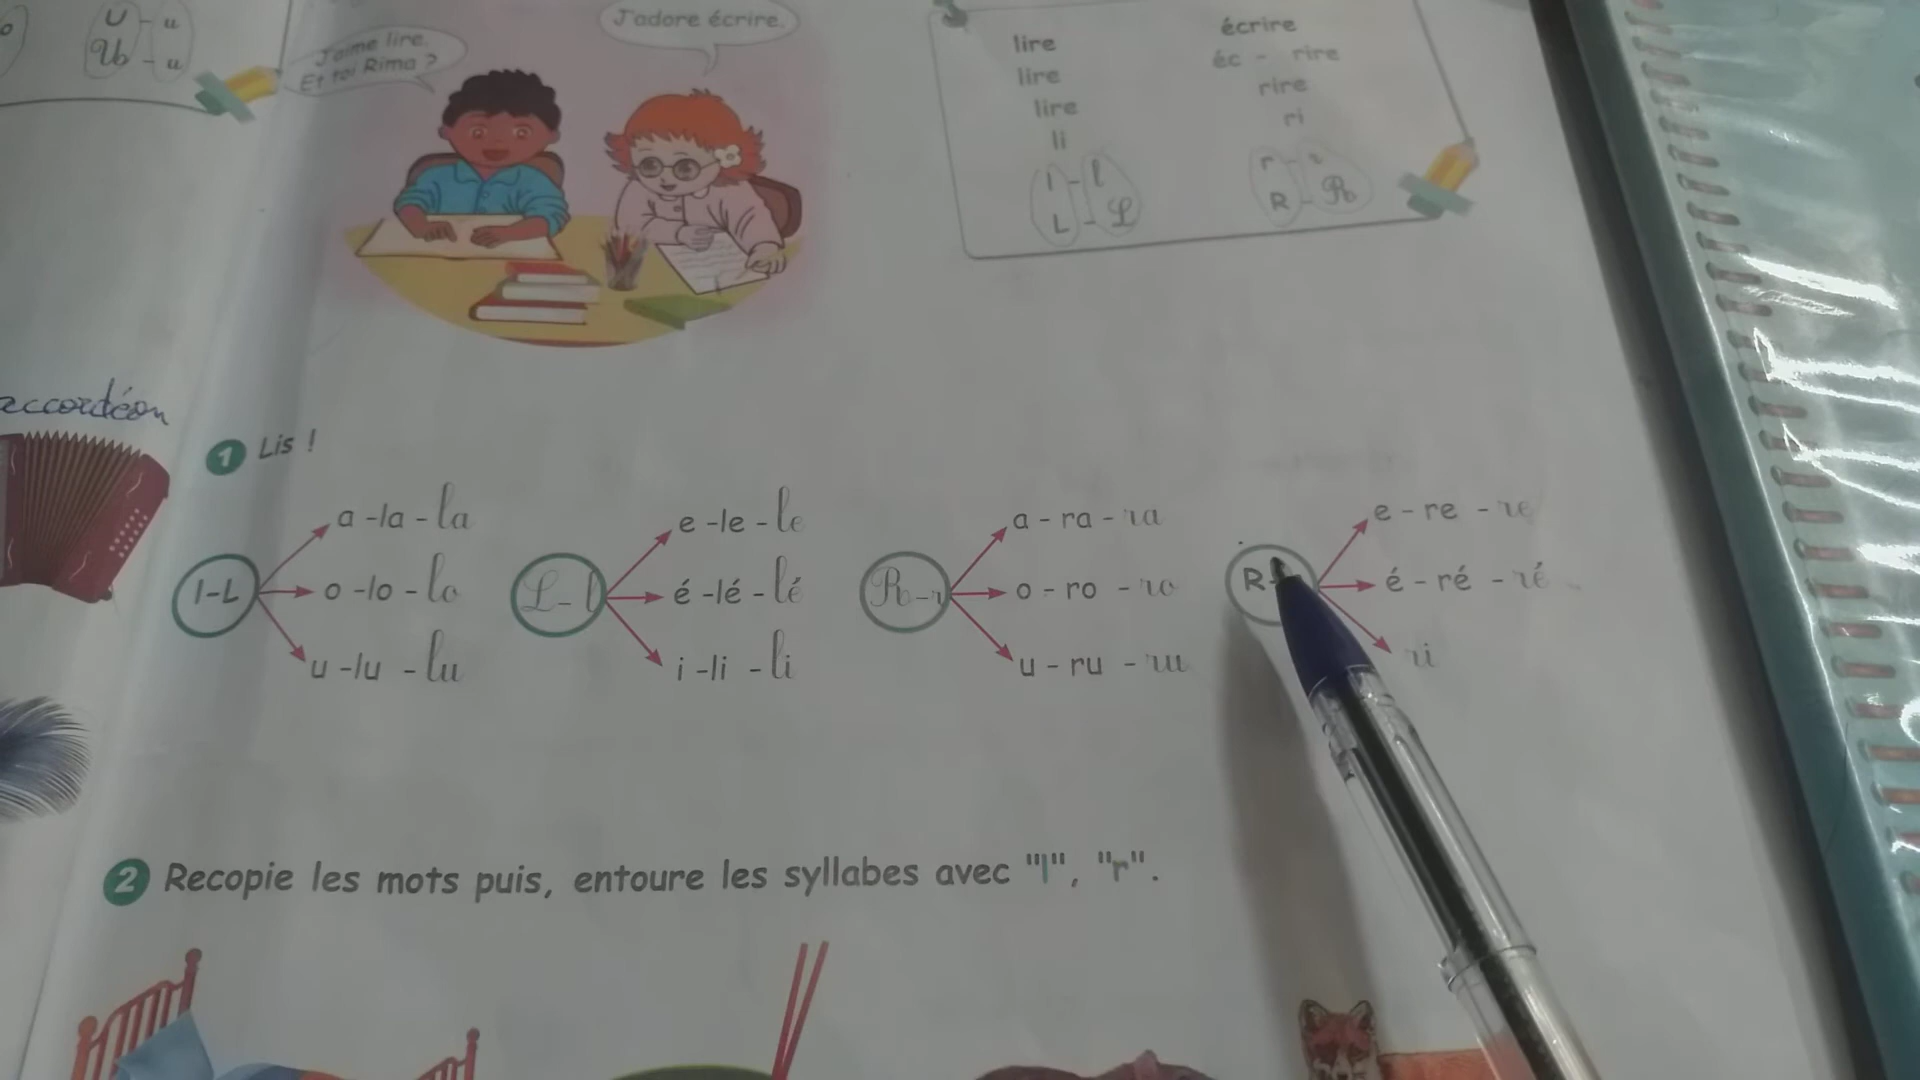 U - u
U - u
J'aime lire.
Et toi Rima ?
J'adore écrire.
lire
lire
lire
li
l - l
L - L
écrire
éc - rire
rire
ri
r - r
R - R
accordéon
1 Lis !
l-L
a -la - la
o -lo - lo
u -lu - lu
L - l
e -le - le
é -lé - lé
i -li - li
R - r
a - ra - ra
o - ro - ro
u - ru - ru
R-
e - re - re
é - ré - ré
ri
2 Recopie les mots puis, entoure les syllabes avec "l", "r".